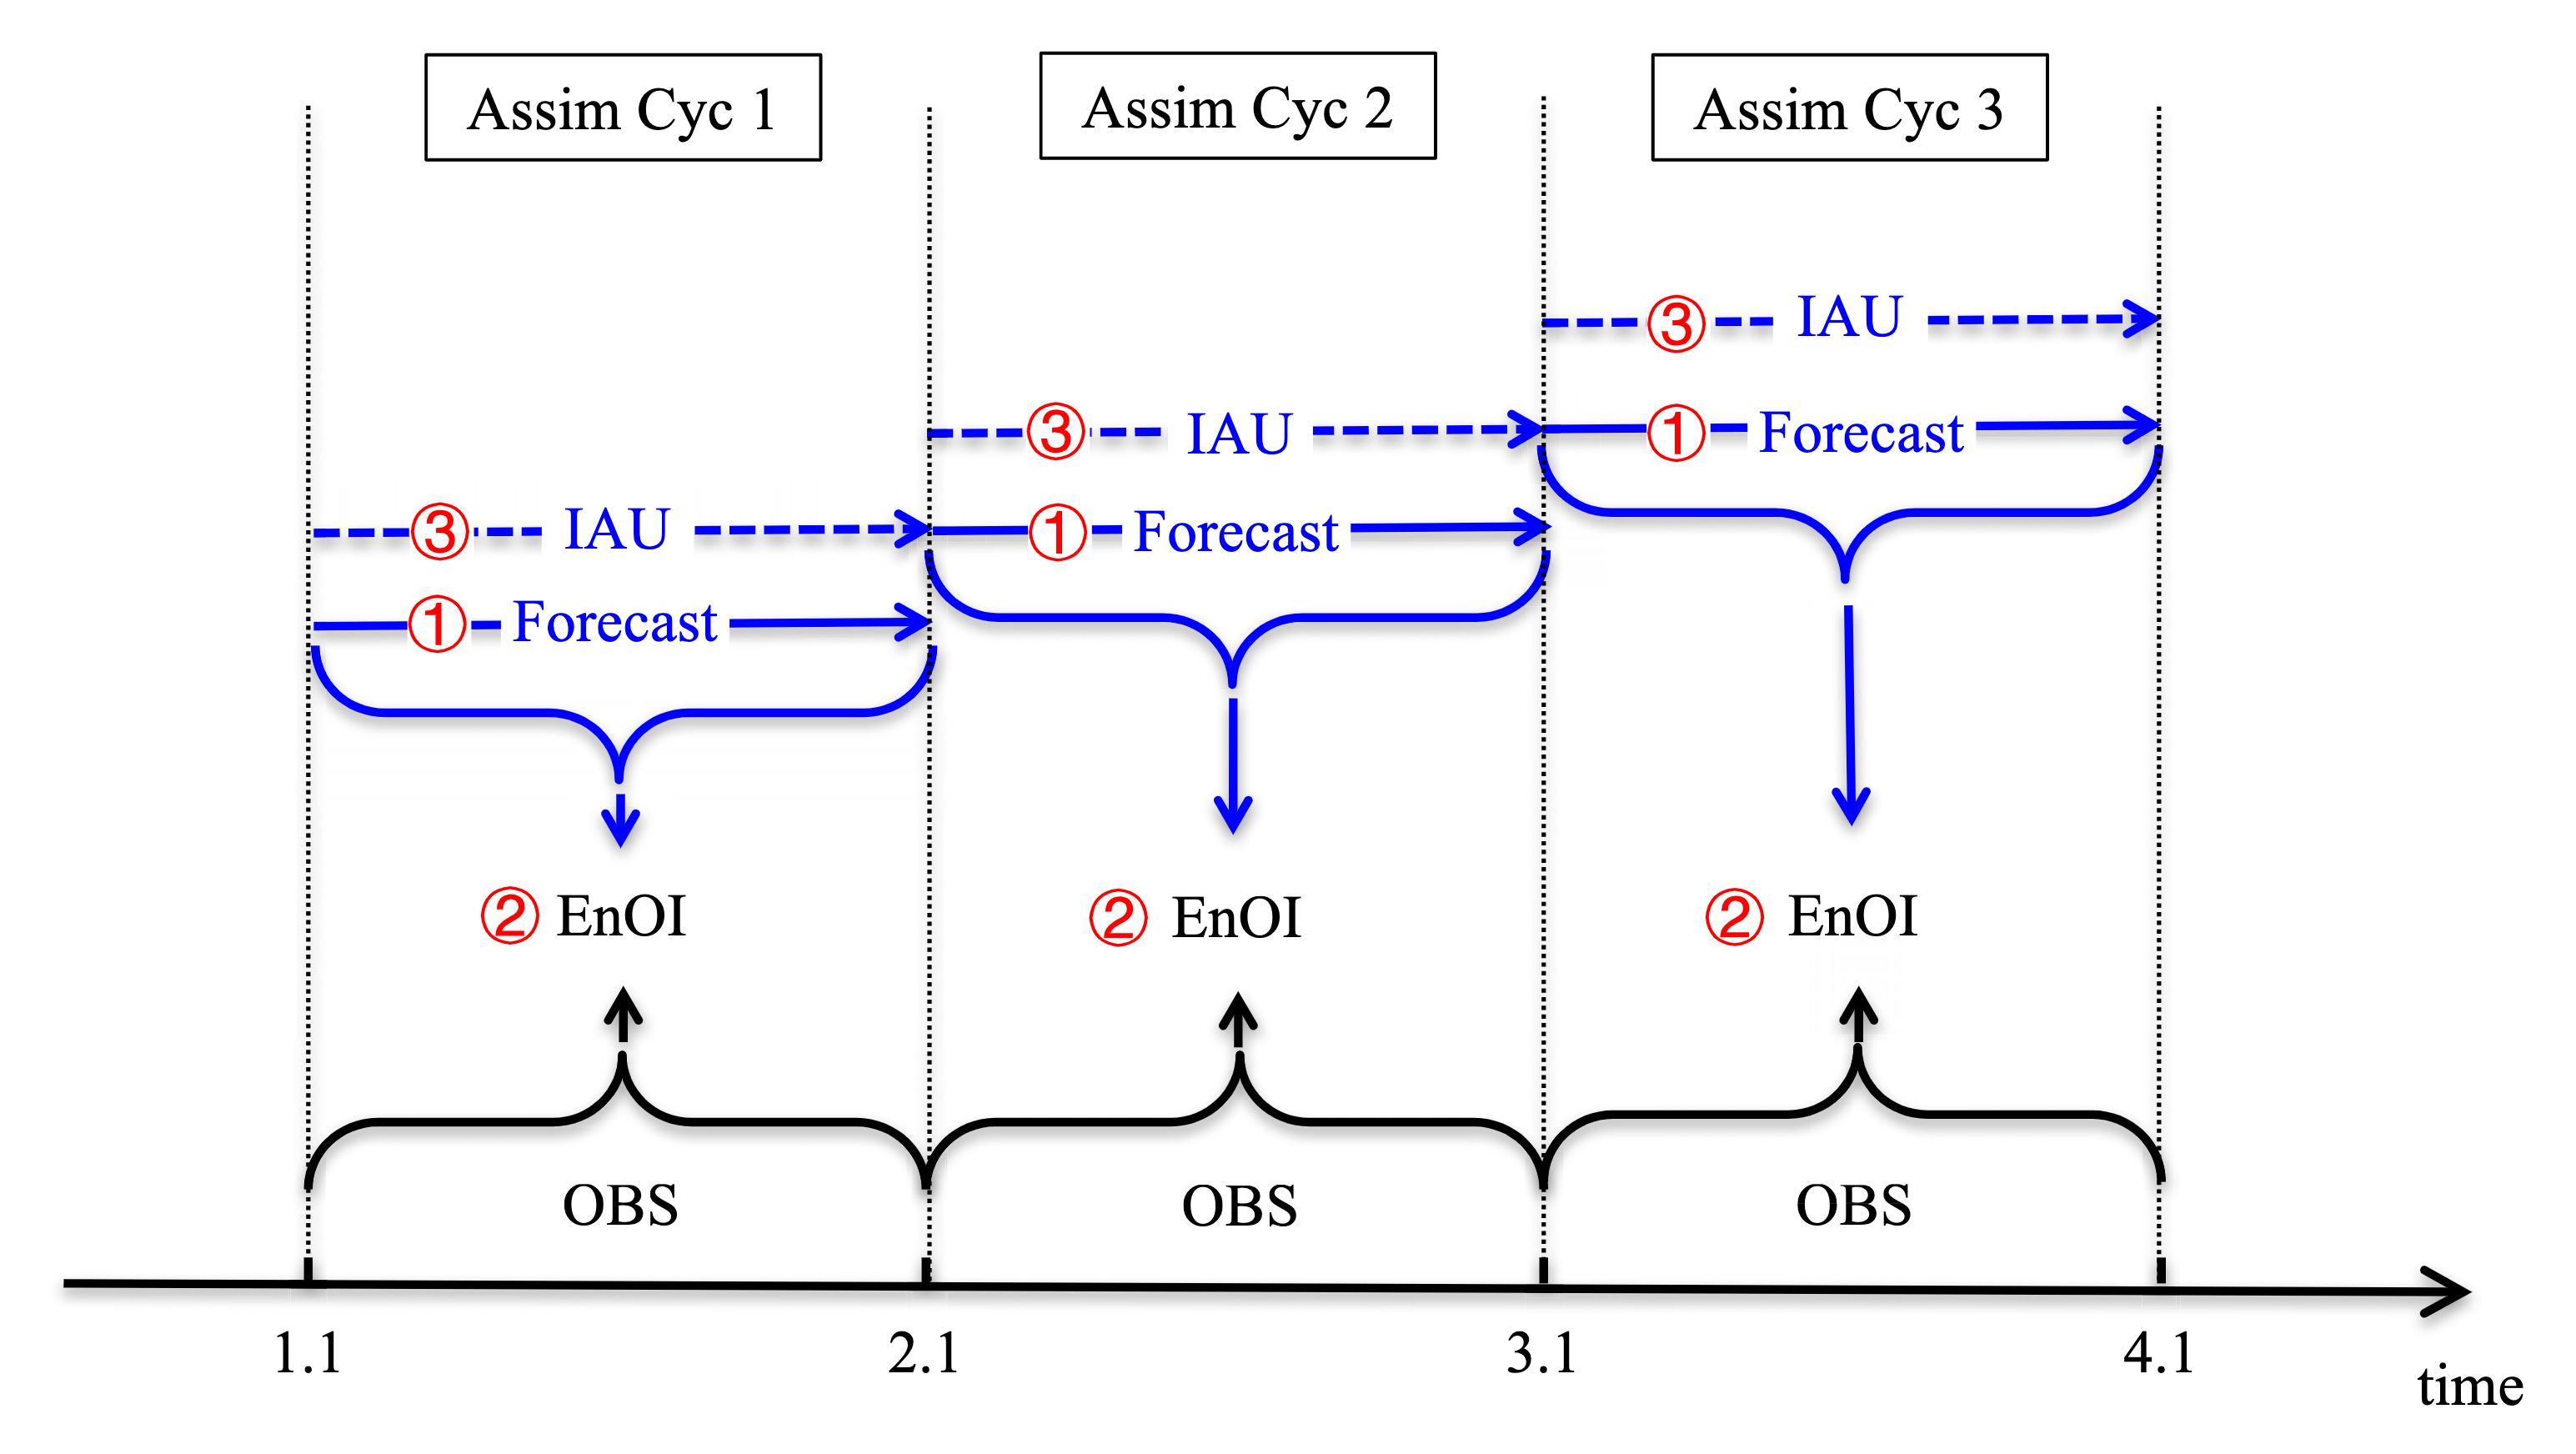 Assim Cyc 1
Assim Cyc 2
Assim Cyc 3
③ IAU
③ IAU
① Forecast
③ IAU
① Forecast
① Forecast
② EnOI
② EnOI
② EnOI
OBS
OBS
OBS
1.1
2.1
3.1
4.1
time